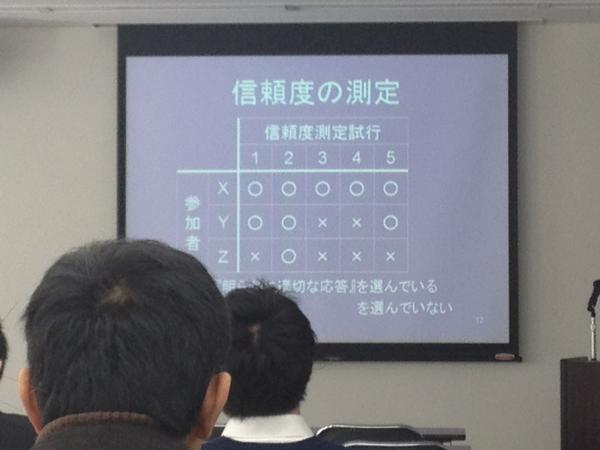 信頼度の測定
信頼度測定試行
1 2 3 4 5
参加者
X ○ ○ ○ ○ ○
Y ○ ○ × × ○
Z × ○ × × ×
適切な応答』を選んでいる
を選んでいない
12